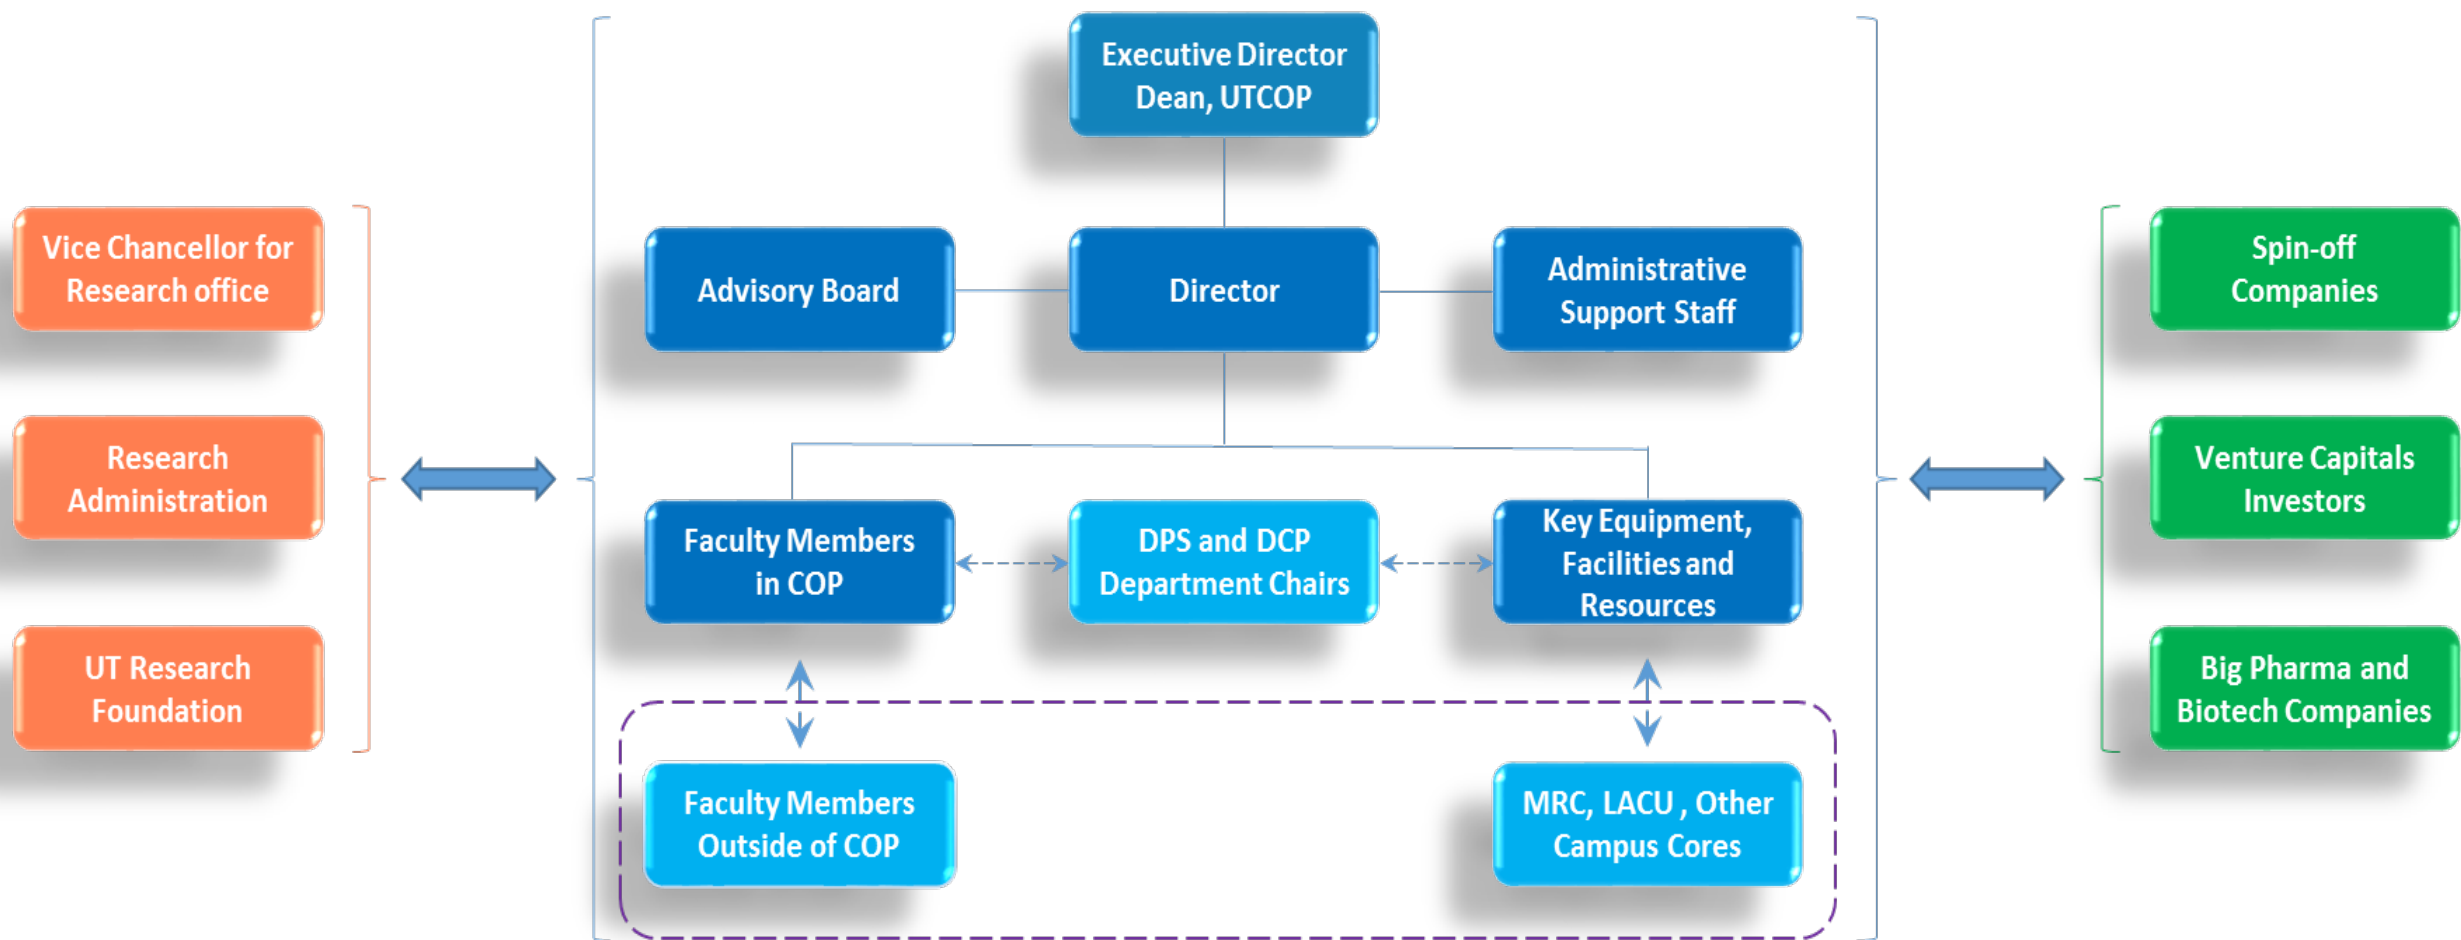 Executive Director
Dean, UTCOP
Vice Chancellor for
Research office
Research
Administration
UT Research
Foundation
Advisory Board
Director
Administrative
Support Staff
Faculty Members
in COP
DPS and DCP
Department Chairs
Key Equipment,
Facilities and
Resources
Faculty Members
Outside of COP
MRC, LACU , Other
Campus Cores
Spin-off
Companies
Venture Capitals
Investors
Big Pharma and
Biotech Companies